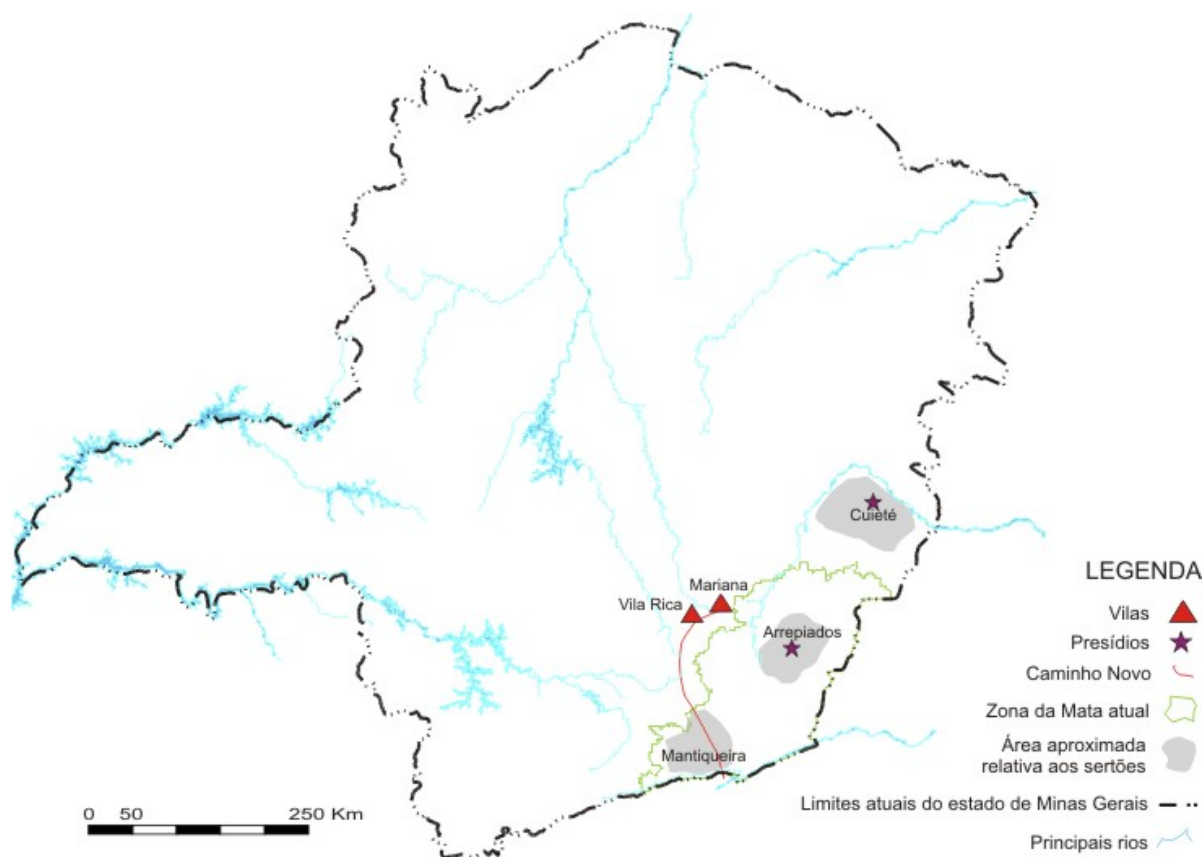 Cuieté
Mariana
Vila Rica
Arrepiados
Mantiqueira
LEGENDA
Vilas
Presídios
Caminho Novo
Zona da Mata atual
Área aproximada
relativa aos sertões
Limites atuais do estado de Minas Gerais
Principais rios
0 50 250 Km